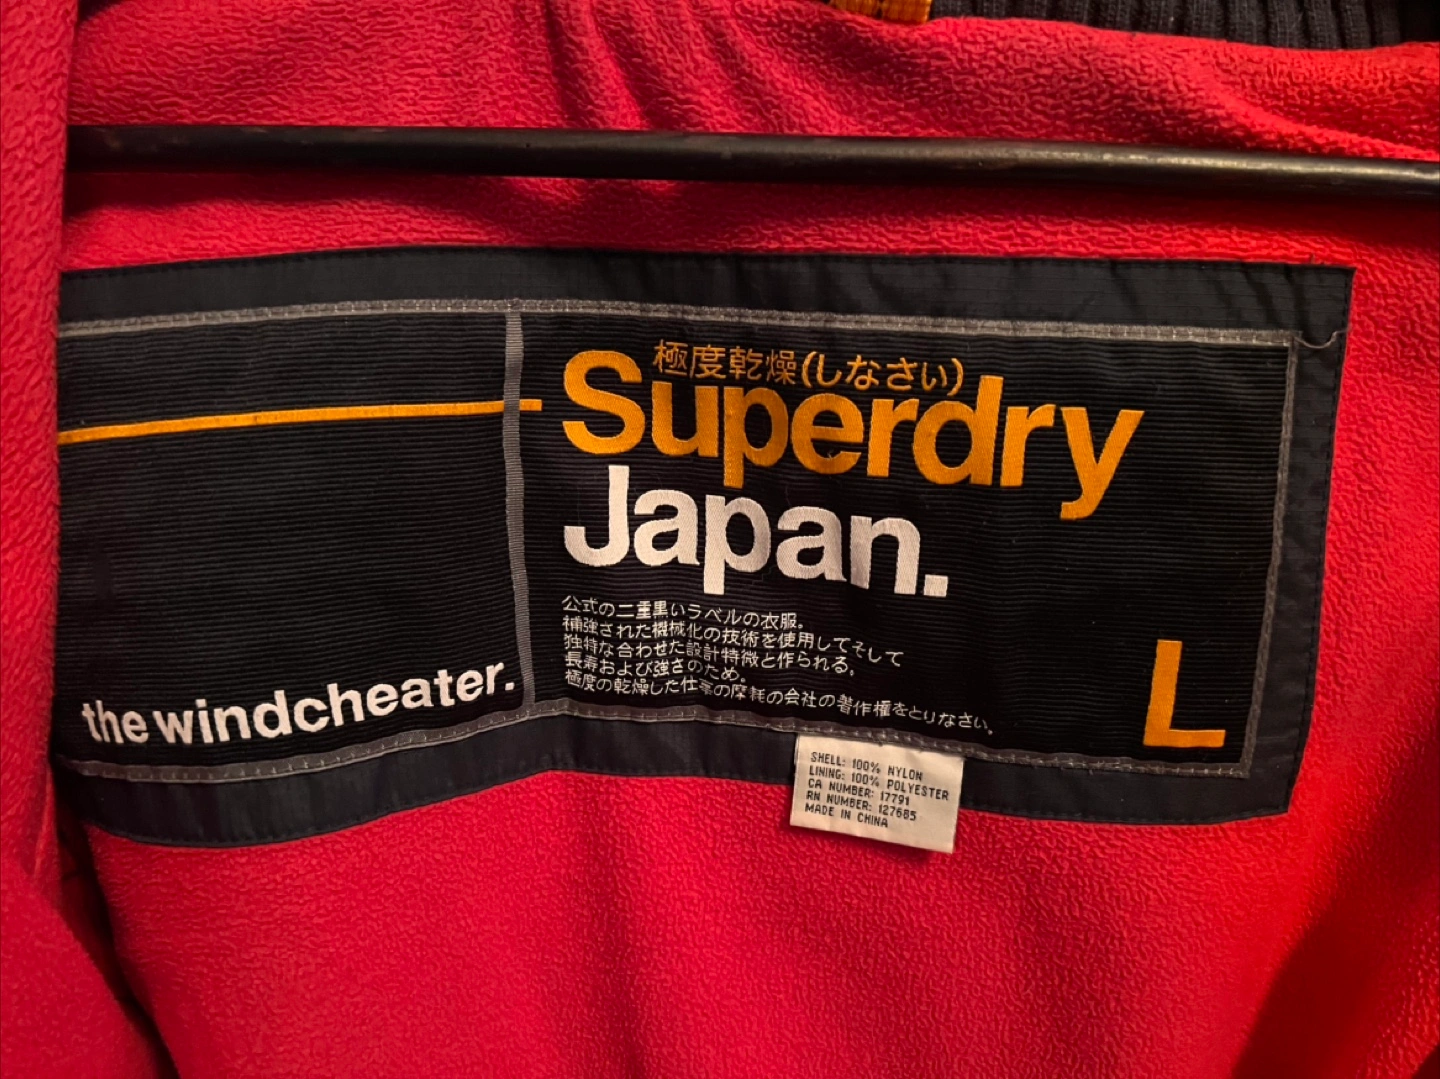 極度乾燥(しなさい)
Superdry
Japan.
公式の二重黒いラベルの衣服。
補強された機械化の技術を使用してそして
独特な合わせた設計特徴と作られる。
長寿および強さのため。
極度の乾燥した仕事の摩耗の会社の著作権をとりなさい。
the windcheater.
L
SHELL: 100% NYLON
LINING: 100% POLYESTER
CA NUMBER: 17791
RN NUMBER: 127685
MADE IN CHINA